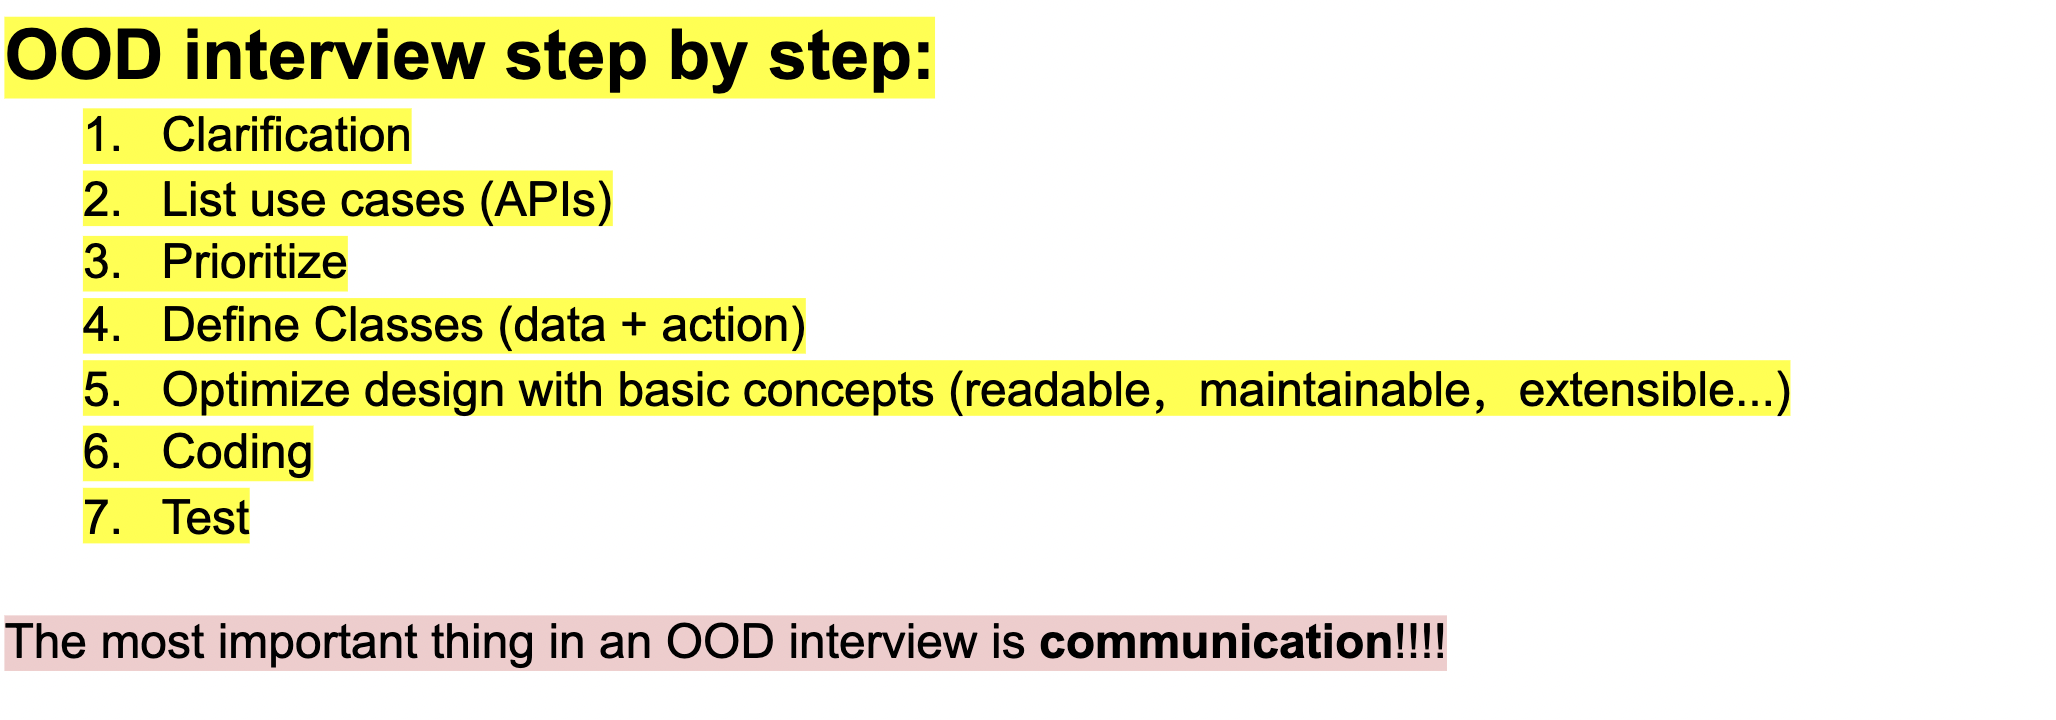 OOD interview step by step:
1. Clarification
2. List use cases (APIs)
3. Prioritize
4. Define Classes (data + action)
5. Optimize design with basic concepts (readable，maintainable，extensible...)
6. Coding
7. Test
The most important thing in an OOD interview is communication!!!!